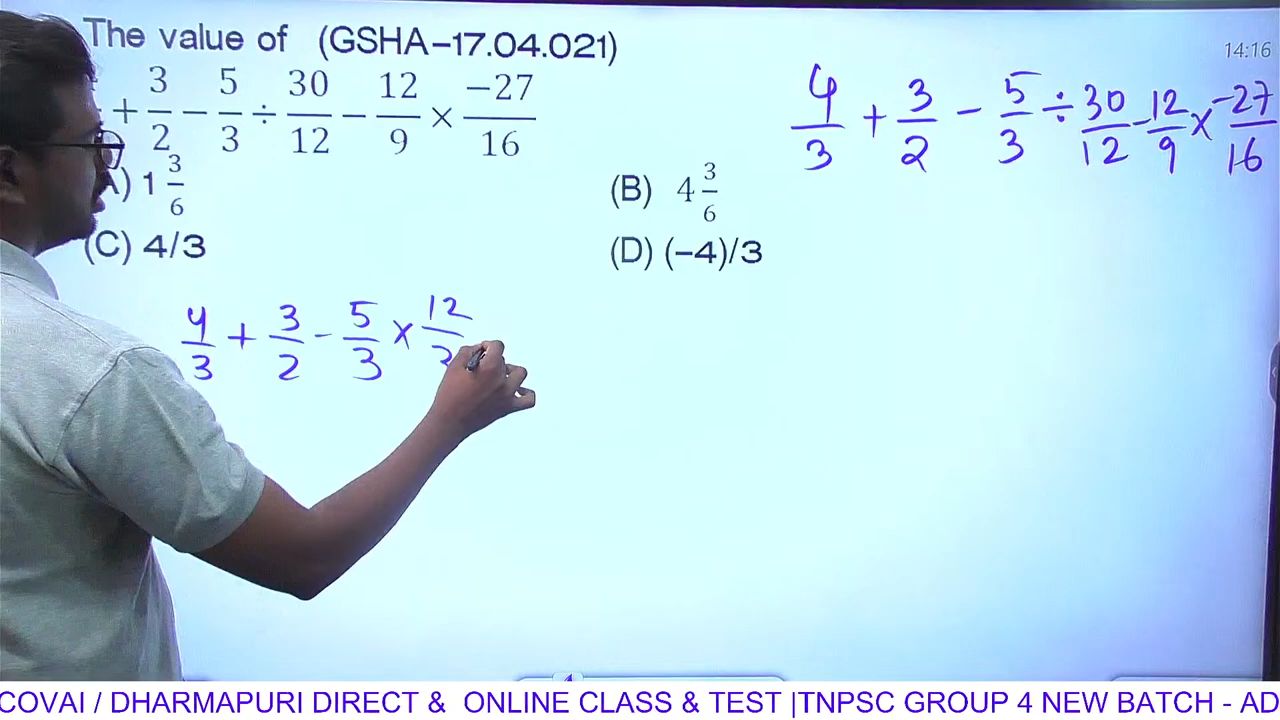 The value of (GSHA-17.04.021)
14:16
+ 3/2 − 5/3 ÷ 30/12 − 12/9 × −27/16
4/3 + 3/2 − 5/3 ÷ 30/12 - 12/9 × -27/16
) 1 3/6 (B) 4 3/6
(C) 4/3 (D) (−4)/3
4/3 + 3/2 - 5/3 × 12/
COVAI / DHARMAPURI DIRECT & ONLINE CLASS & TEST |TNPSC GROUP 4 NEW BATCH - AD